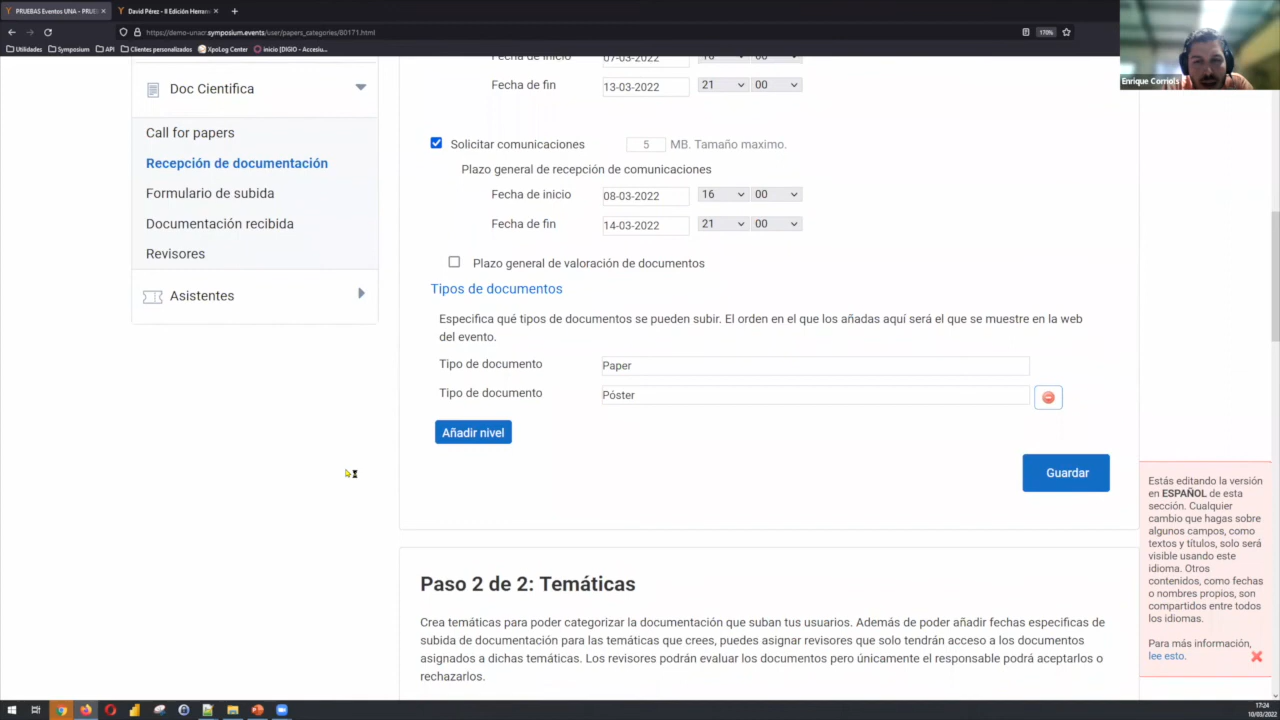 PRUEBAS Eventos UNA - PRUE
David Pérez - II Edición Hemsn
https://demo-unacr.symposium.events/user/papers_categories/80171.html
170%
Utilidades
Symposium
API
Clientes personalizados
XpoLog Center
Enrique Corriols
Doc Científica
Call for papers
Recepción de documentación
Formulario de subida
Documentación recibida
Revisores
Asistentes
Fecha de inicio 07-03-2022 16 00
Fecha de fin 13-03-2022 21 00
Solicitar comunicaciones 5 MB. Tamaño maximo.
Plazo general de recepción de comunicaciones
Fecha de inicio 08-03-2022 16 00
Fecha de fin 14-03-2022 21 00
Plazo general de valoración de documentos
Tipos de documentos
Especifica qué tipos de documentos se pueden subir. El orden en el que los añadas aquí será el que se muestre en la web
del evento.
Tipo de documento Paper
Tipo de documento Póster
Añadir nivel
Guardar
Paso 2 de 2: Temáticas
Crea temáticas para poder categorizar la documentación que suban tus usuarios. Además de poder añadir fechas especificas de
subida de documentación para las temáticas que crees, puedes asignar revisores que solo tendrán acceso a los documentos
asignados a dichas temáticas. Los revisores podrán evaluar los documentos pero únicamente el responsable podrá aceptarlos o
rechazarlos.
Estás editando la versión
en ESPAÑOL de esta
sección. Cualquier
cambio que hagas sobre
algunos campos, como
textos y títulos, solo será
visible usando este
idioma. Otros
contenidos, como fechas
o nombres propios, son
compartidos entre todos
los idiomas.
Para más información,
lee esto.
17:24
10/03/2022